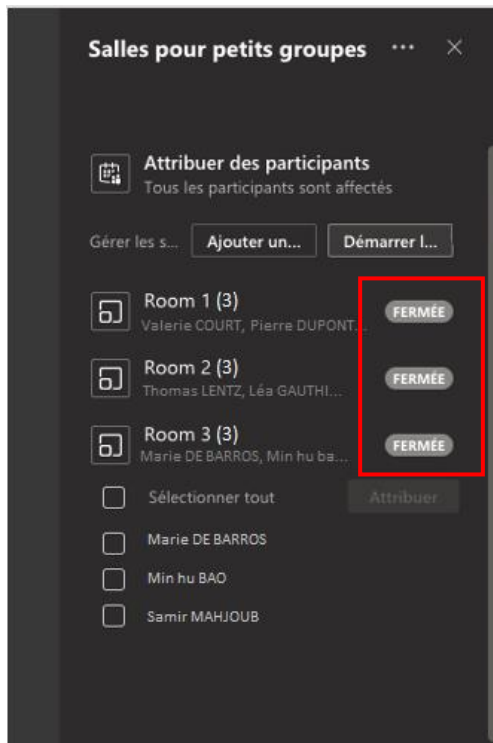 Salles pour petits groupes ...
Attribuer des participants
Tous les participants sont affectés
Gérer les s... Ajouter un... Démarrer l...
Room 1 (3) FERMÉE
Valerie COURT, Pierre DUPONT...
Room 2 (3) FERMÉE
Thomas LENTZ, Léa GAUTHI...
Room 3 (3) FERMÉE
Marie DE BARROS, Min hu ba...
Sélectionner tout Attribuer
Marie DE BARROS
Min hu BAO
Samir MAHJOUB